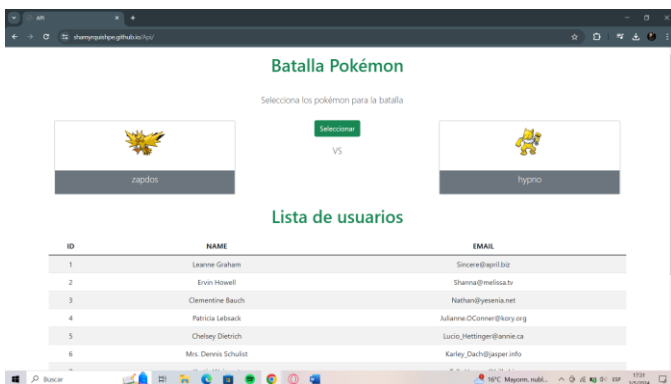 API
shamyrquishpe.github.io/Api/
Batalla Pokémon
Selecciona los pokémon para la batalla
Seleccionar
VS
zapdos
hypno
Lista de usuarios
ID NAME EMAIL
1 Leanne Graham Sincere@april.biz
2 Ervin Howell Shanna@melissa.tv
3 Clementine Bauch Nathan@yesenia.net
4 Patricia Lebsack Julianne.OConner@kory.org
5 Chelsey Dietrich Lucio_Hettinger@annie.ca
6 Mrs. Dennis Schulist Karley_Dach@jasper.info
Buscar 16°C Mayorm. nubl... ESP 17:31